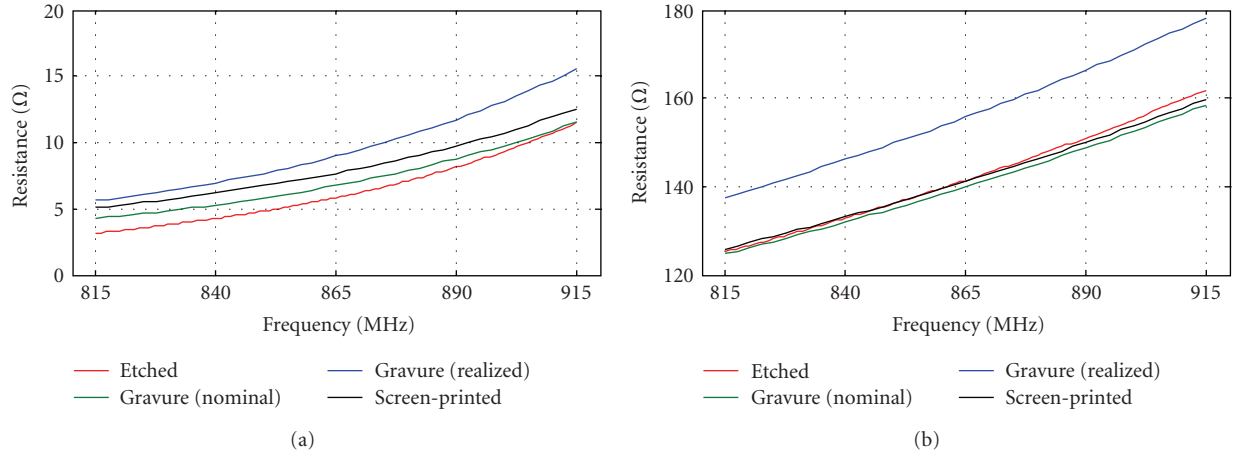 20
15
10
5
0
815
840
865
890
915
Resistance (Ω)
Frequency (MHz)
Etched
Gravure (nominal)
Gravure (realized)
Screen-printed
(a)
180
160
140
120
815
840
865
890
915
Resistance (Ω)
Frequency (MHz)
Etched
Gravure (nominal)
Gravure (realized)
Screen-printed
(b)